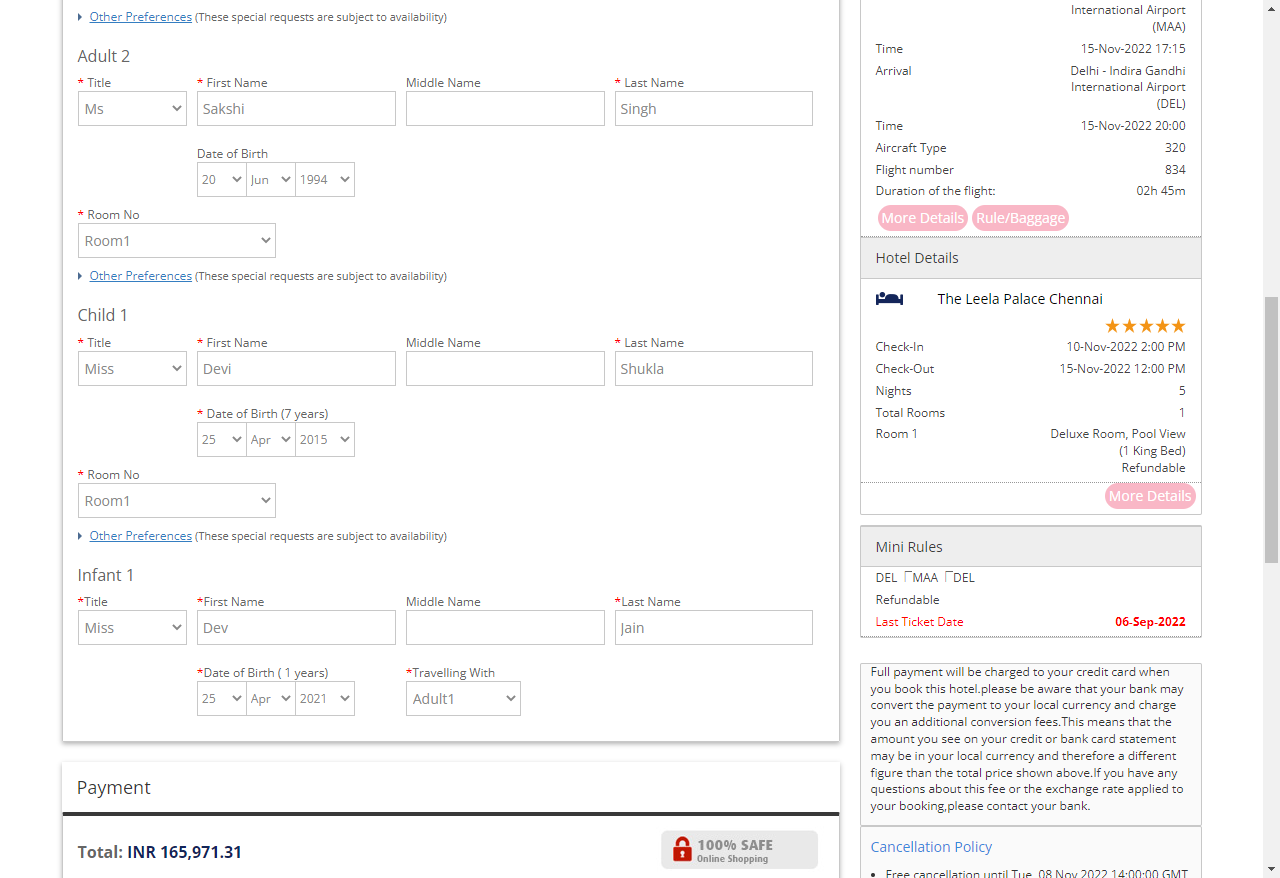 Other Preferences (These special requests are subject to availability)
Adult 2
* Title * First Name Middle Name * Last Name
Ms Sakshi Singh
Date of Birth
20 Jun 1994
* Room No
Room1
Other Preferences (These special requests are subject to availability)
Child 1
* Title * First Name Middle Name * Last Name
Miss Devi Shukla
* Date of Birth (7 years)
25 Apr 2015
* Room No
Room1
Other Preferences (These special requests are subject to availability)
Infant 1
*Title *First Name Middle Name *Last Name
Miss Dev Jain
*Date of Birth ( 1 years) *Travelling With
25 Apr 2021 Adult1
Payment
Total: INR 165,971.31
100% SAFE
Online Shopping
International Airport
(MAA)
Time 15-Nov-2022 17:15
Arrival Delhi - Indira Gandhi
International Airport
(DEL)
Time 15-Nov-2022 20:00
Aircraft Type 320
Flight number 834
Duration of the flight: 02h 45m
More Details Rule/Baggage
Hotel Details
The Leela Palace Chennai
Check-In 10-Nov-2022 2:00 PM
Check-Out 15-Nov-2022 12:00 PM
Nights 5
Total Rooms 1
Room 1 Deluxe Room, Pool View
(1 King Bed)
Refundable
More Details
Mini Rules
DEL MAA DEL
Refundable
Last Ticket Date 06-Sep-2022
Full payment will be charged to your credit card when
you book this hotel.please be aware that your bank may
convert the payment to your local currency and charge
you an additional conversion fees.This means that the
amount you see on your credit or bank card statement
may be in your local currency and therefore a different
figure than the total price shown above.If you have any
questions about this fee or the exchange rate applied to
your booking,please contact your bank.
Cancellation Policy
• Free cancellation until Tue, 08 Nov 2022 14:00:00 GMT